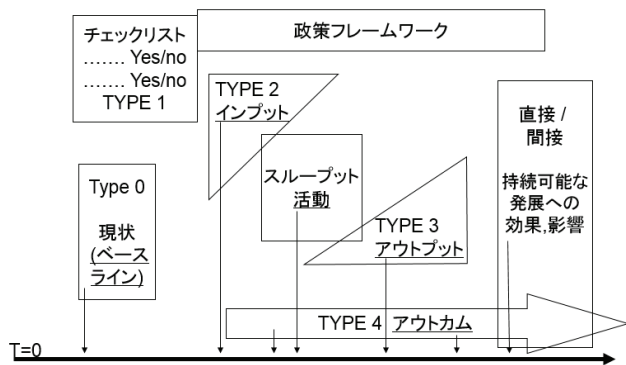 チェックリスト
....... Yes/no
....... Yes/no
TYPE 1
政策フレームワーク
TYPE 2
インプット
スループット
活動
TYPE 3
アウトプット
直接 /
間接
持続可能な
発展への
効果,影響
Type 0
現状
(ベース
ライン)
TYPE 4 アウトカム
T=0